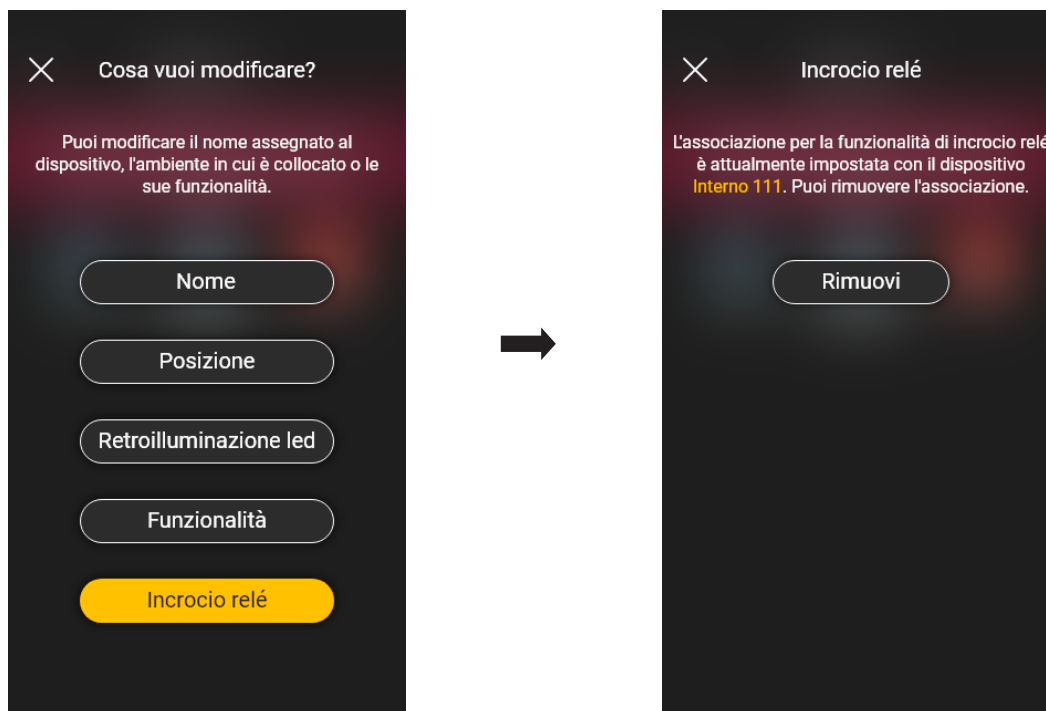 Cosa vuoi modificare?
Puoi modificare il nome assegnato al
dispositivo, l'ambiente in cui è collocato o le
sue funzionalità.
Nome
Posizione
Retroilluminazione led
Funzionalità
Incrocio relé
Incrocio relé
L'associazione per la funzionalità di incrocio relé
è attualmente impostata con il dispositivo
Interno 111. Puoi rimuovere l'associazione.
Rimuovi